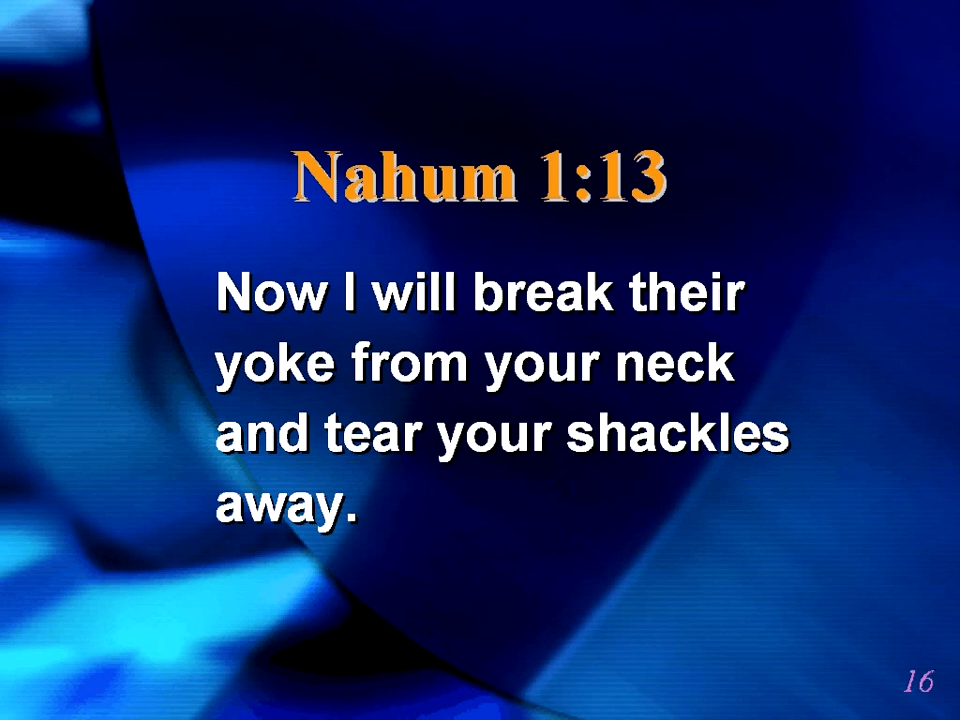 Nahum 1:13
Now I will break their
yoke from your neck
and tear your shackles
away.
16